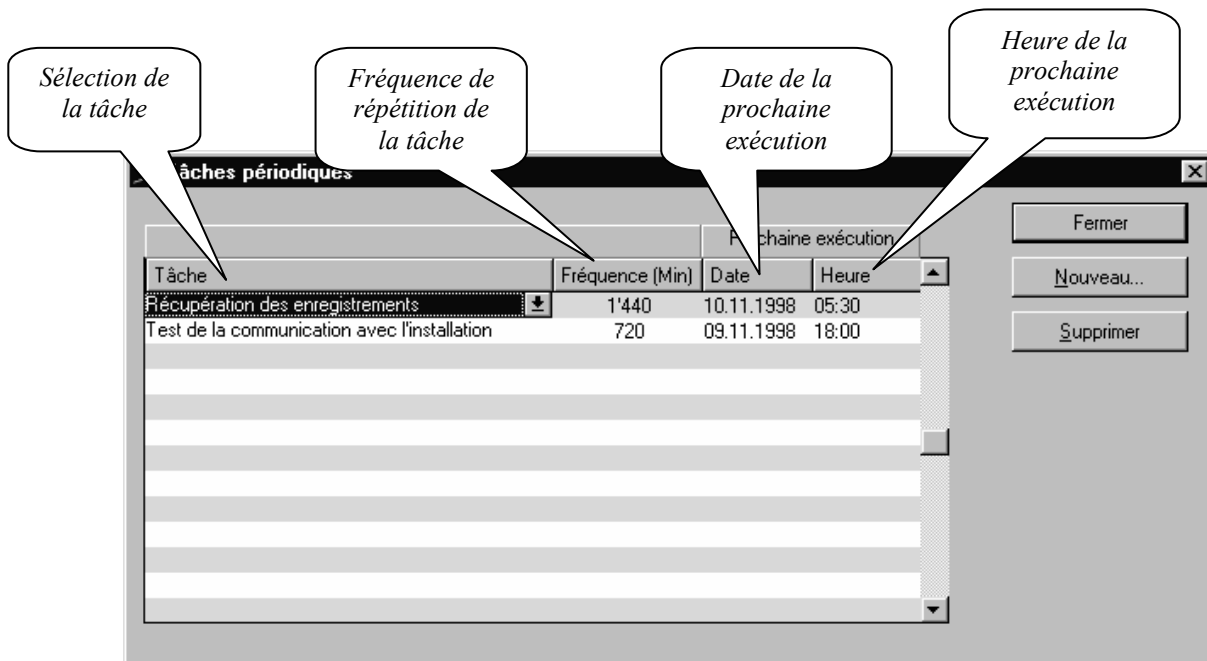 Sélection de
la tâche
Fréquence de
répétition de
la tâche
Date de la
prochaine
exécution
Heure de la
prochaine
exécution
âches périodiques
chaine exécution
Tâche Fréquence (Min) Date Heure
Récupération des enregistrements 1'440 10.11.1998 05:30
Test de la communication avec l'installation 720 09.11.1998 18:00
Fermer
Nouveau...
Supprimer